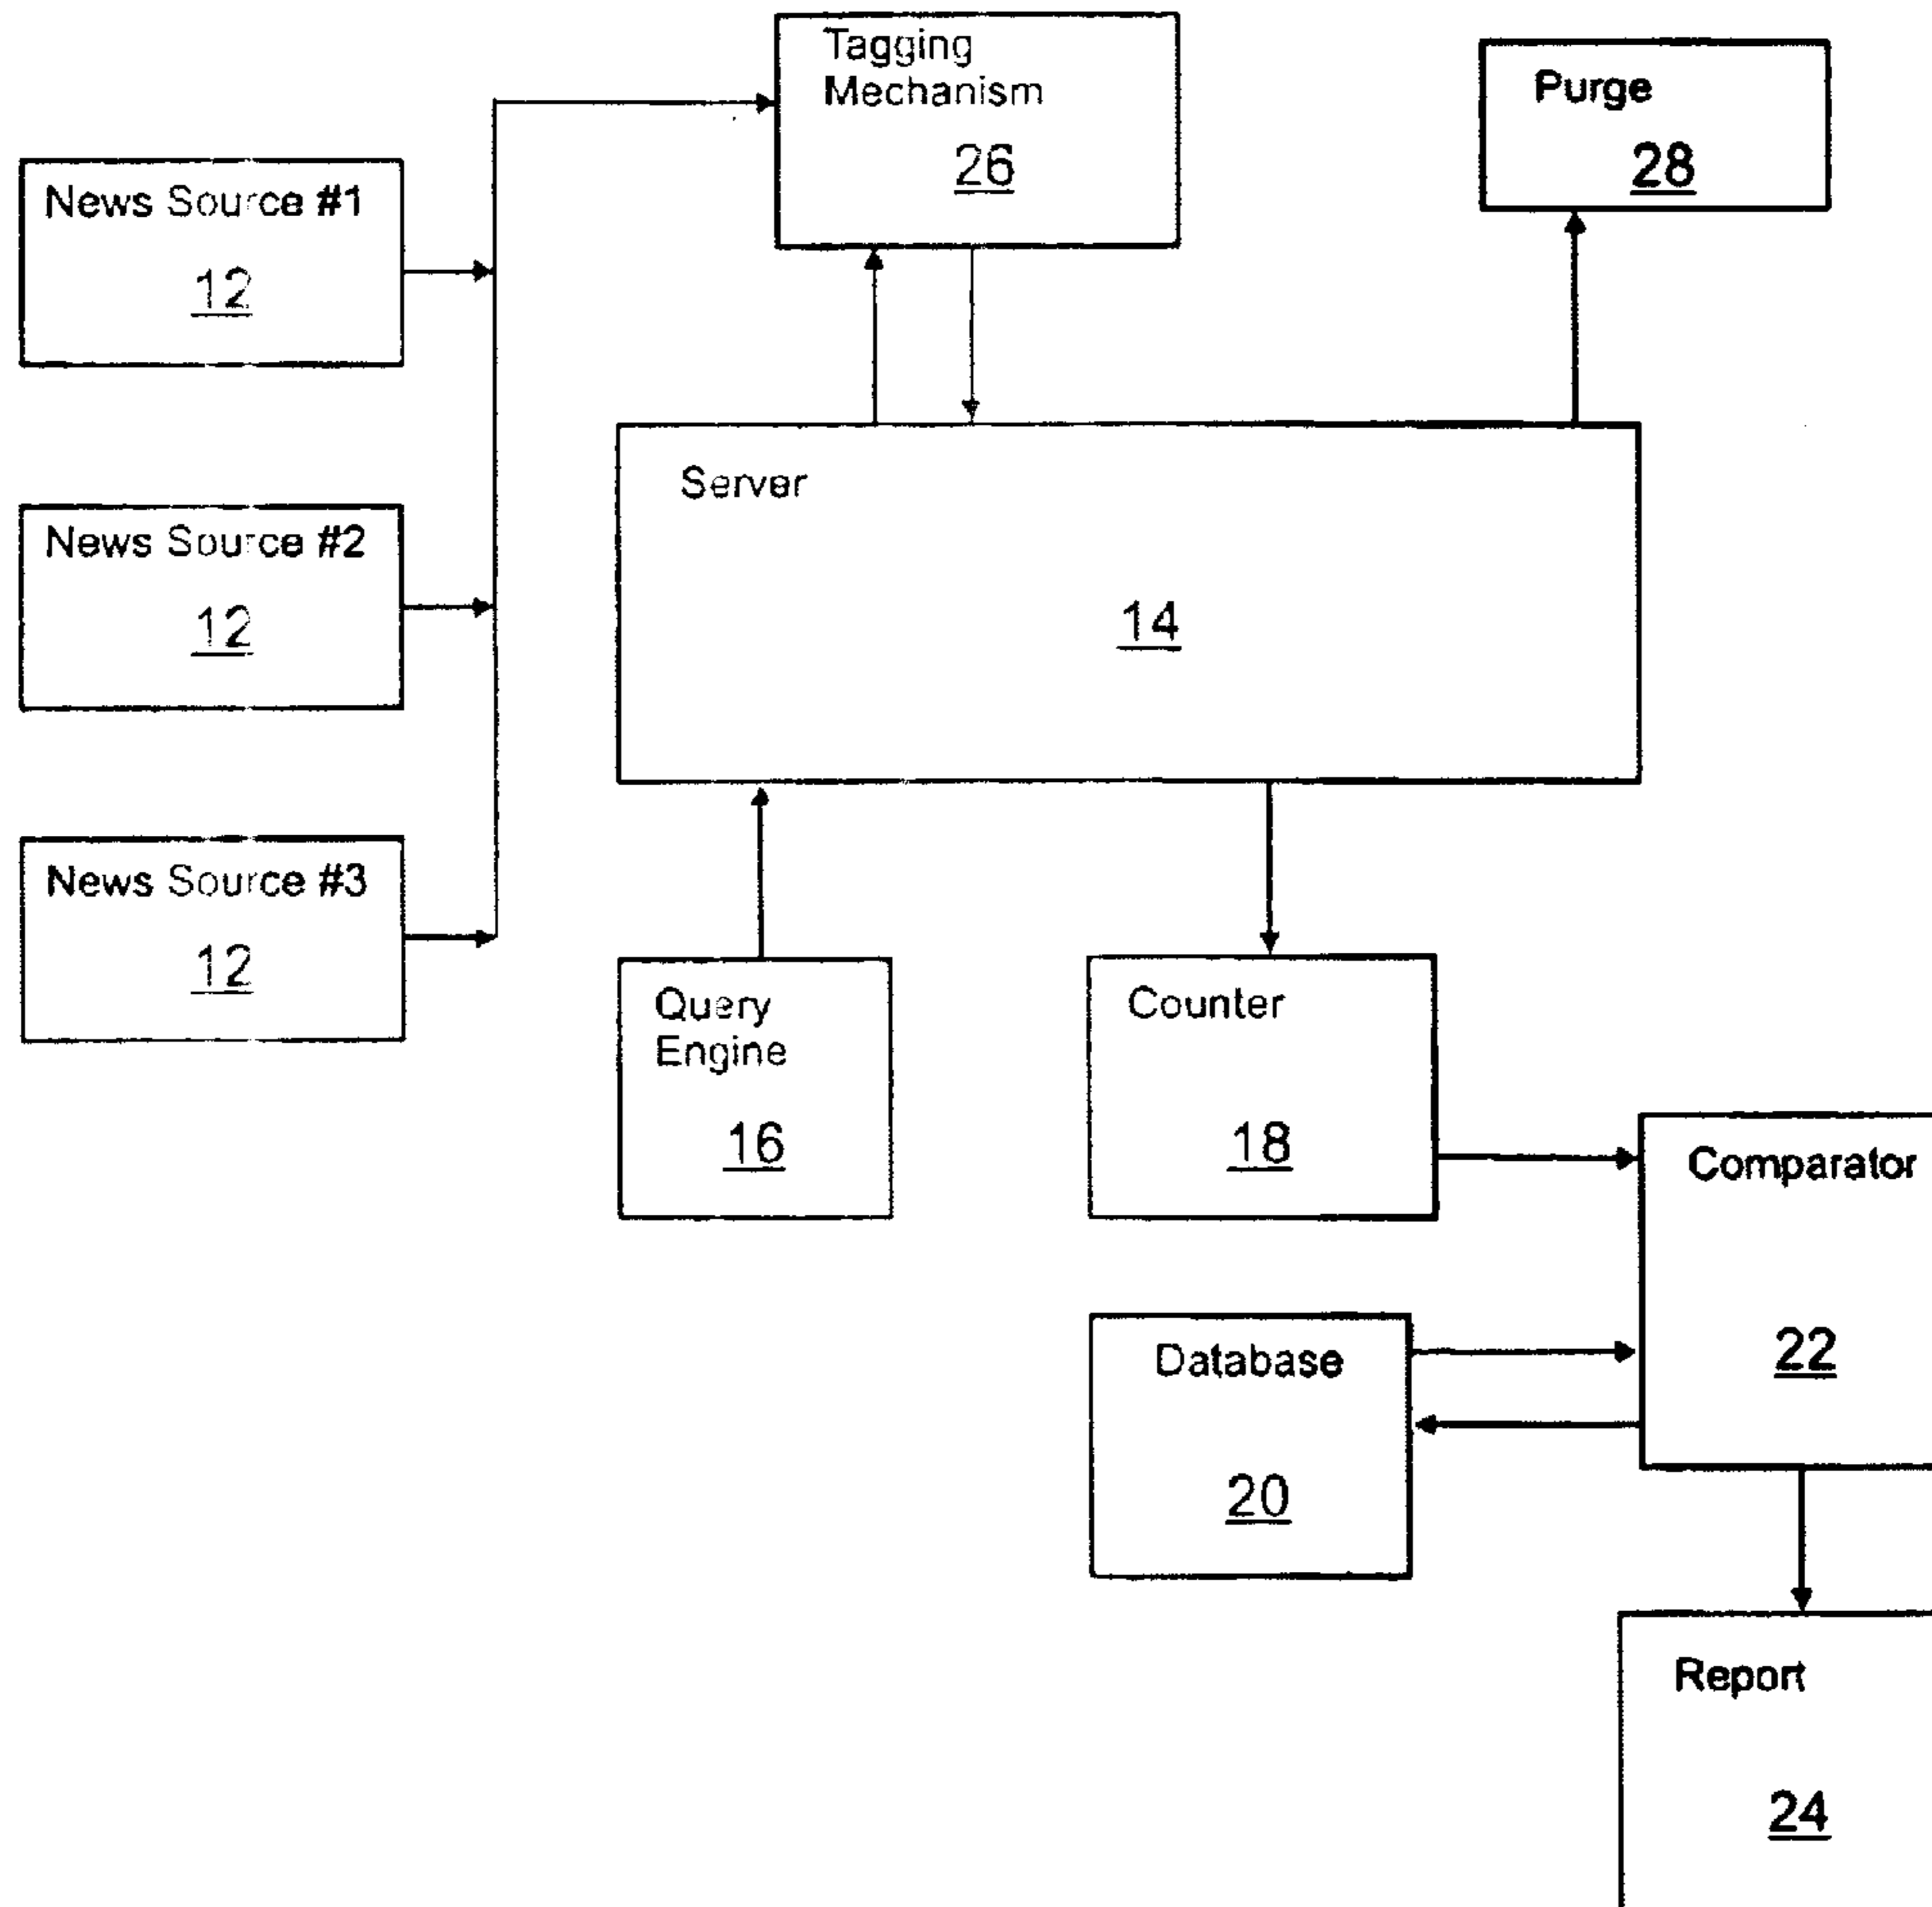 Tagging
Mechanism
26
Purge
28
News Source #1
12
Server
14
News Source #2
12
News Source #3
12
Query
Engine
16
Counter
18
Comparator
22
Database
20
Report
24